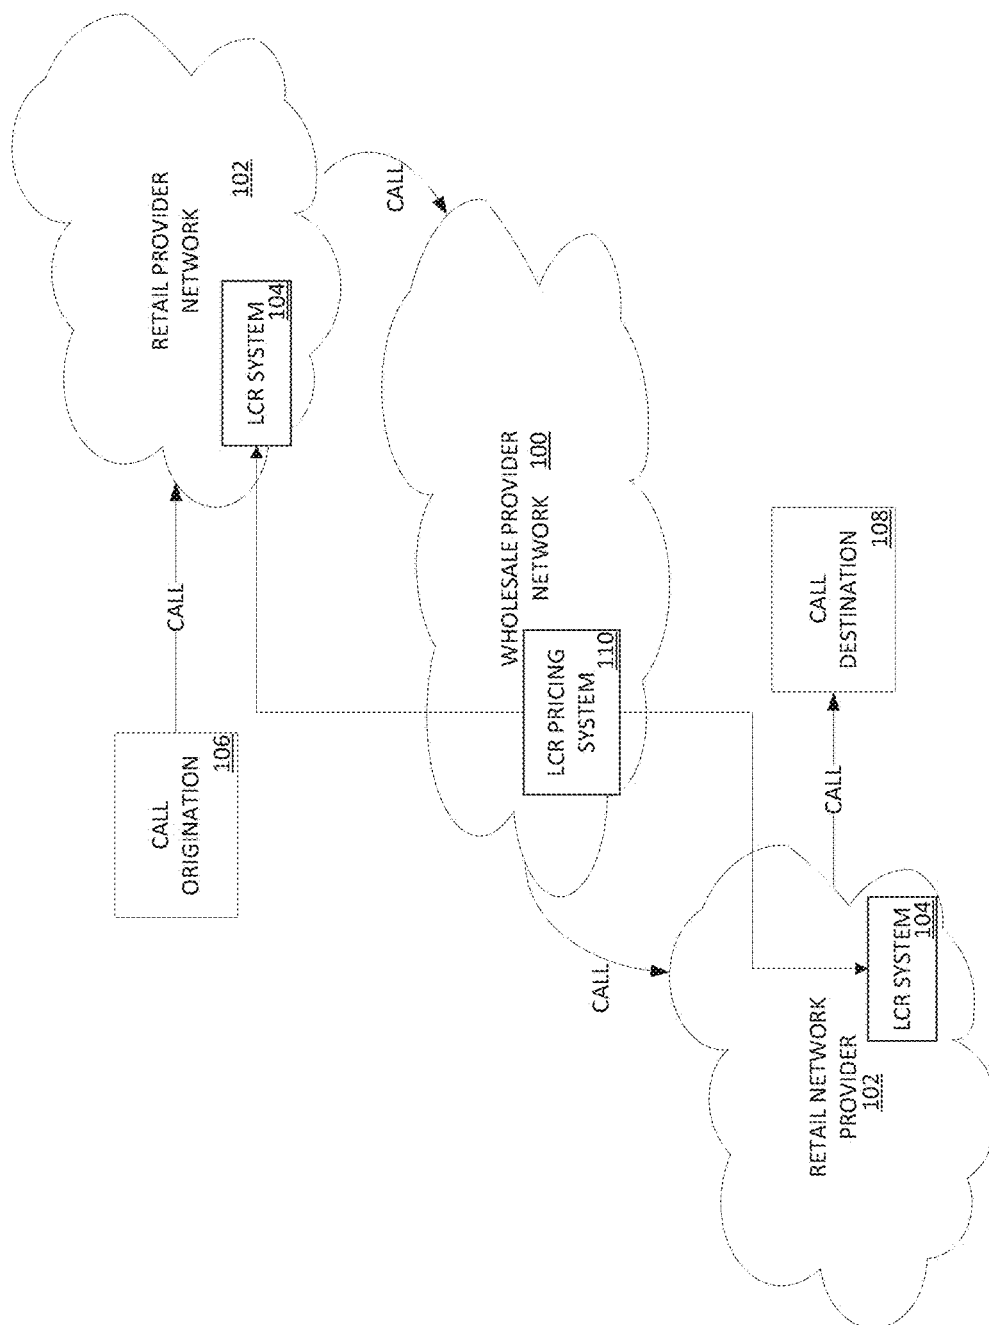 CALL
ORIGINATION
106
CALL
RETAIL PROVIDER
NETWORK
102
LCR SYSTEM
104
CALL
WHOLESALE PROVIDER
NETWORK
100
LCR PRICING
SYSTEM
110
CALL
RETAIL NETWORK
PROVIDER
102
LCR SYSTEM
104
CALL
CALL
DESTINATION
108